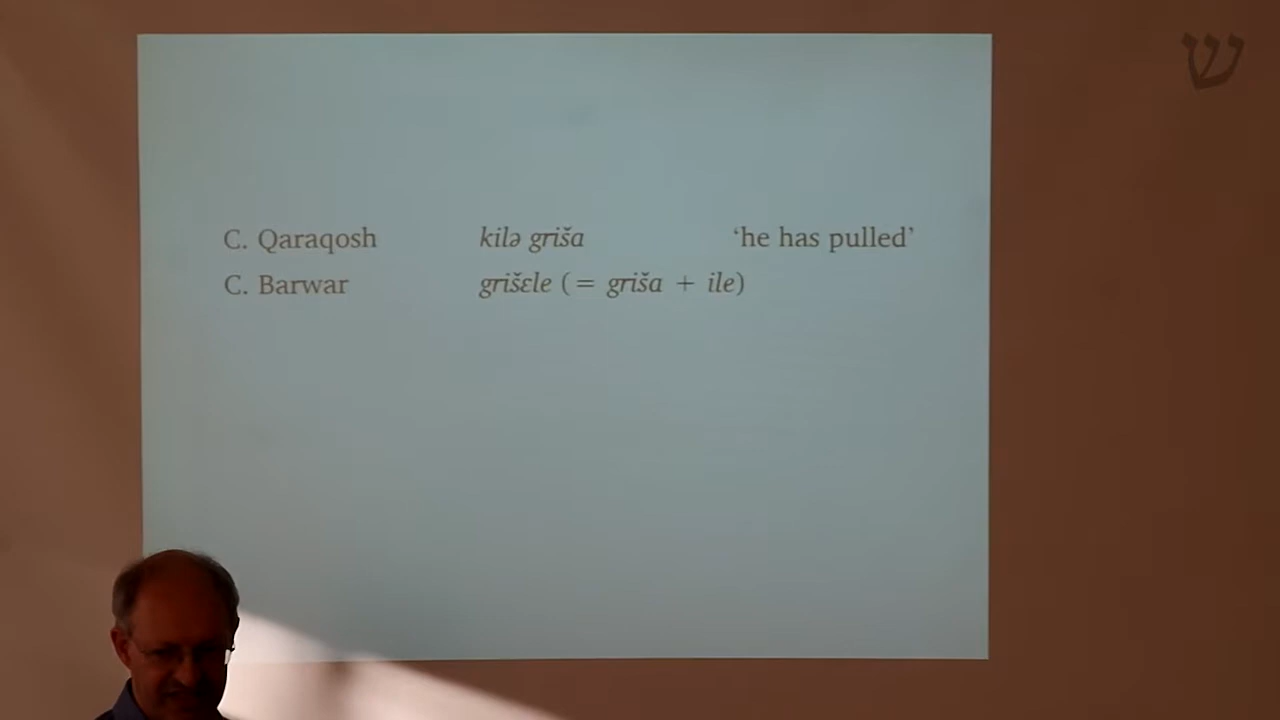 ש
C. Qaraqosh kilə griša ‘he has pulled’
C. Barwar grišɛle (= griša + ile)